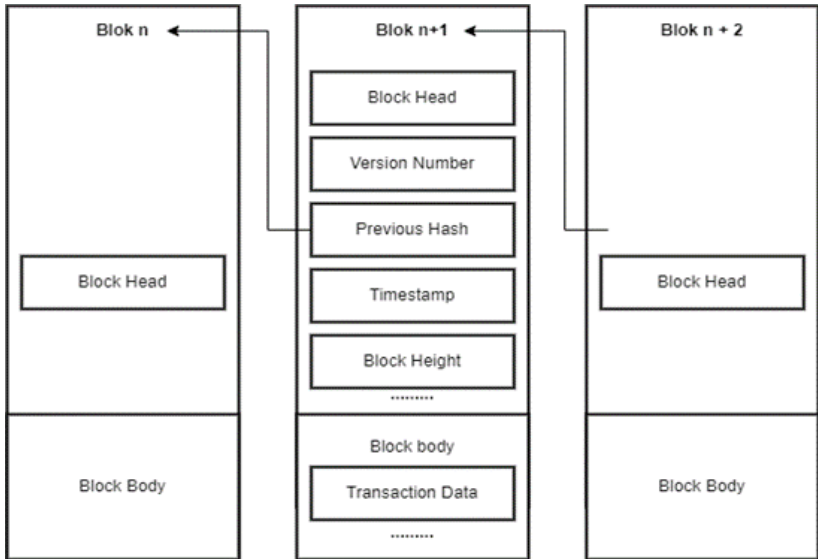 Blok n
Block Head
Block Body
Blok n+1
Block Head
Version Number
Previous Hash
Timestamp
Block Height
.........
Block body
Transaction Data
.........
Blok n + 2
Block Head
Block Body